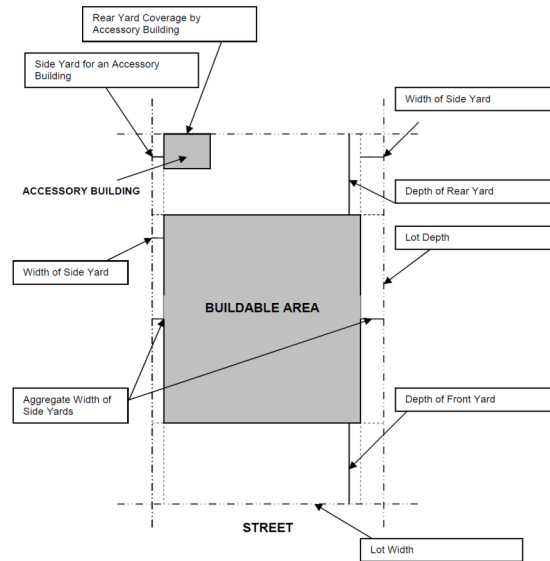 Rear Yard Coverage by
Accessory Building
Side Yard for an Accessory
Building
Width of Side Yard
ACCESSORY BUILDING
Depth of Rear Yard
Lot Depth
Width of Side Yard
BUILDABLE AREA
Aggregate Width of
Side Yards
Depth of Front Yard
STREET
Lot Width